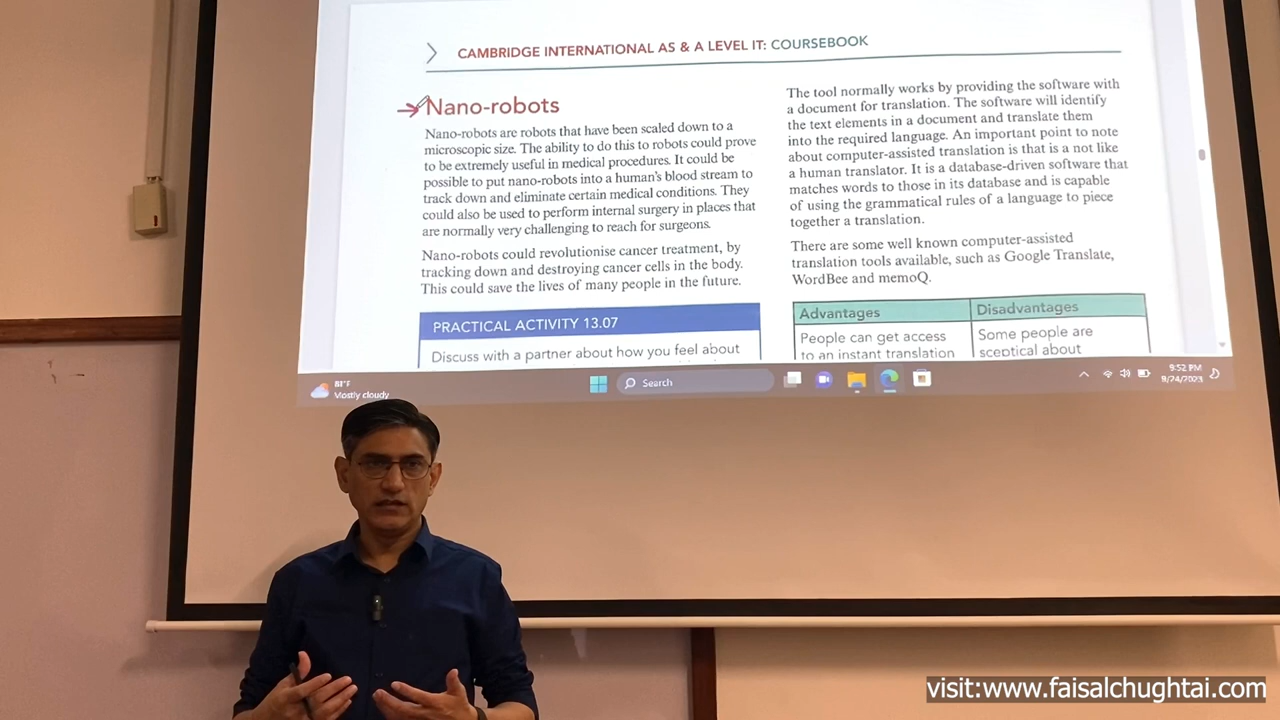 CAMBRIDGE INTERNATIONAL AS & A LEVEL IT: COURSEBOOK
Nano-robots
Nano-robots are robots that have been scaled down to a
microscopic size. The ability to do this to robots could prove
to be extremely useful in medical procedures. It could be
possible to put nano-robots into a human's blood stream to
track down and eliminate certain medical conditions. They
could also be used to perform internal surgery in places that
are normally very challenging to reach for surgeons.
Nano-robots could revolutionise cancer treatment, by
tracking down and destroying cancer cells in the body.
This could save the lives of many people in the future.
PRACTICAL ACTIVITY 13.07
Discuss with a partner about how you feel about
The tool normally works by providing the software with
a document for translation. The software will identify
the text elements in a document and translate them
into the required language. An important point to note
about computer-assisted translation is that is a not like
a human translator. It is a database-driven software that
matches words to those in its database and is capable
of using the grammatical rules of a language to piece
together a translation.
There are some well known computer-assisted
translation tools available, such as Google Translate,
WordBee and memoQ.
Advantages
Disadvantages
People can get access
to an instant translation
Some people are
sceptical about
Mostly cloudy
Search
9:52 PM
visit:www.faisalchughtai.com